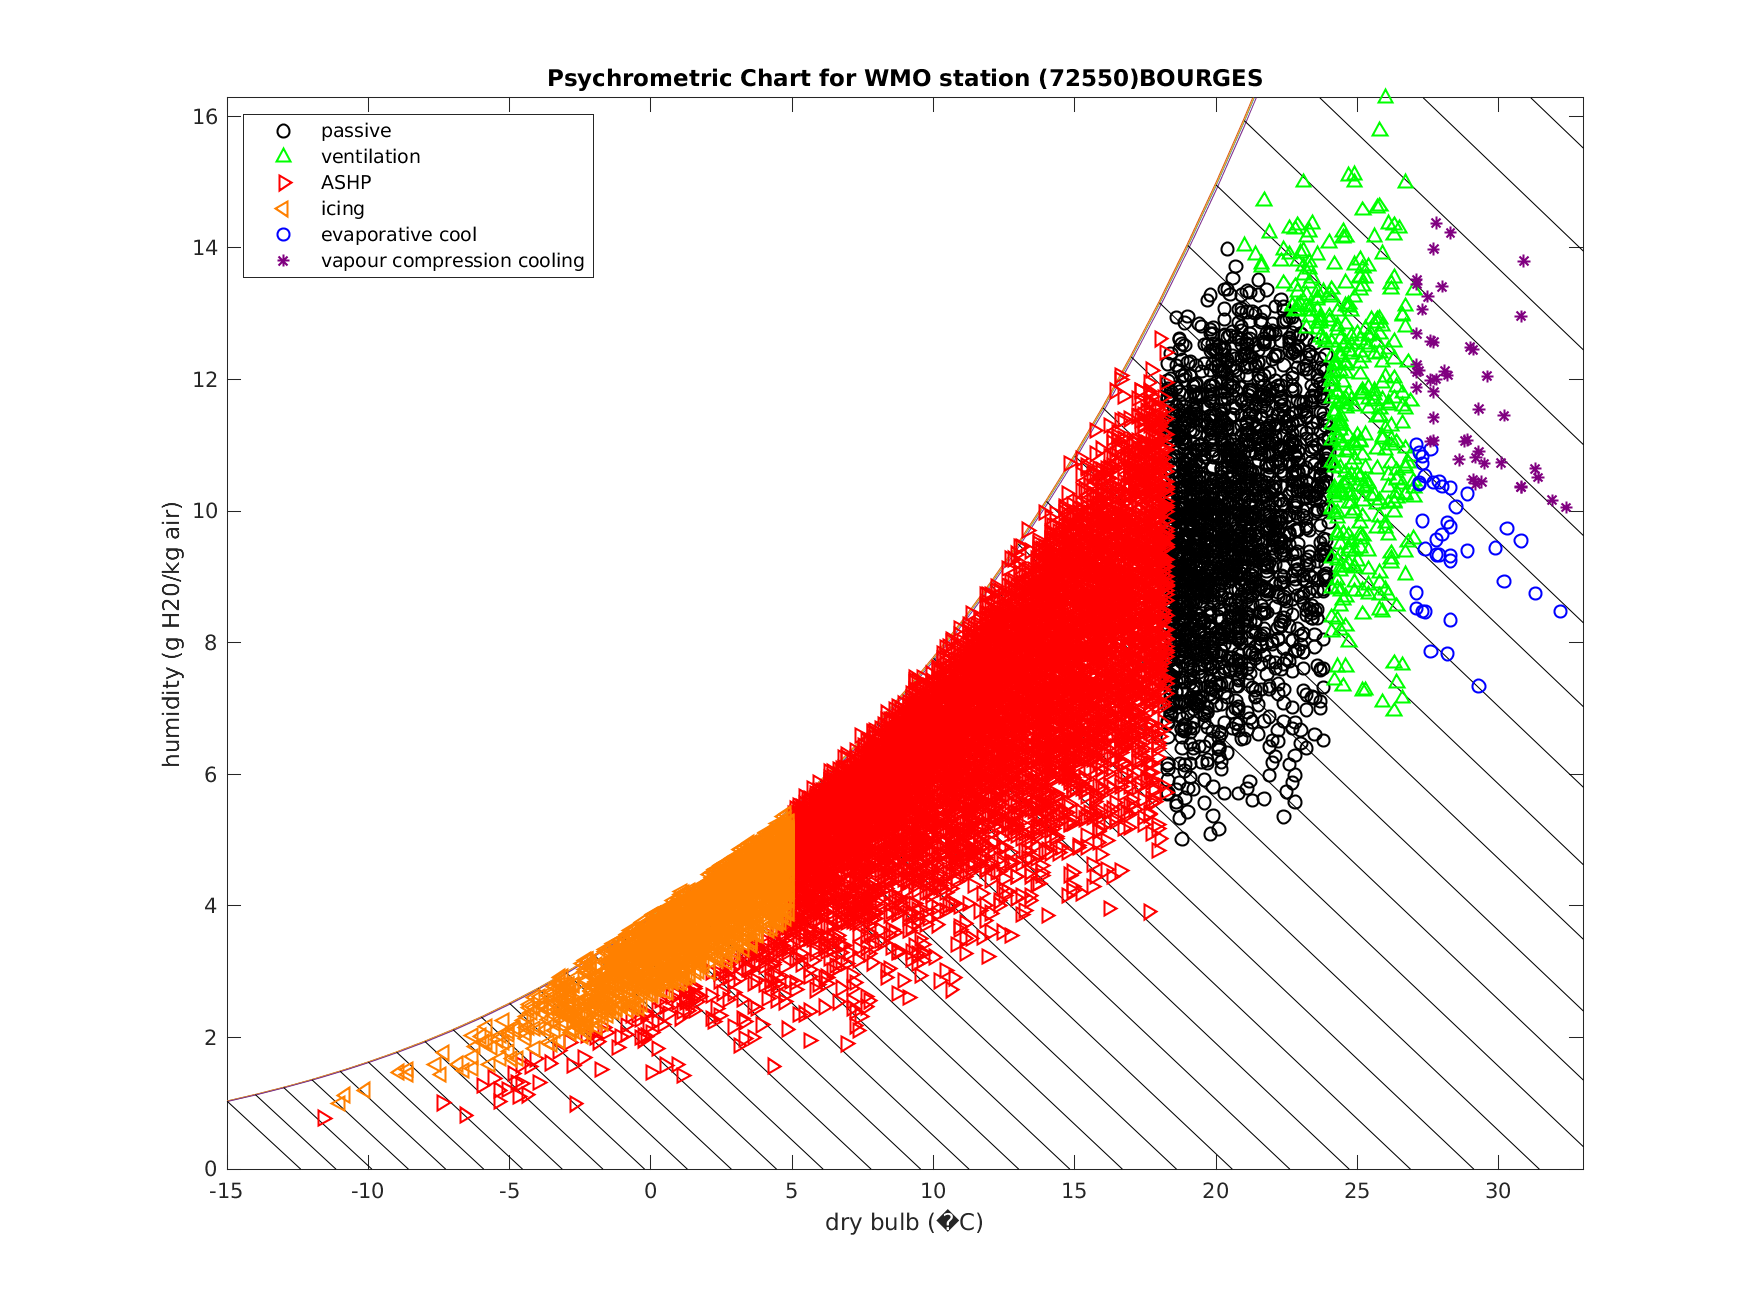 Psychrometric Chart for WMO station (72550)BOURGES
passive
ventilation
ASHP
icing
evaporative cool
vapour compression cooling
humidity (g H20/kg air)
16
14
12
10
8
6
4
2
0
-15 -10 -5 0 5 10 15 20 25 30
dry bulb (�C)